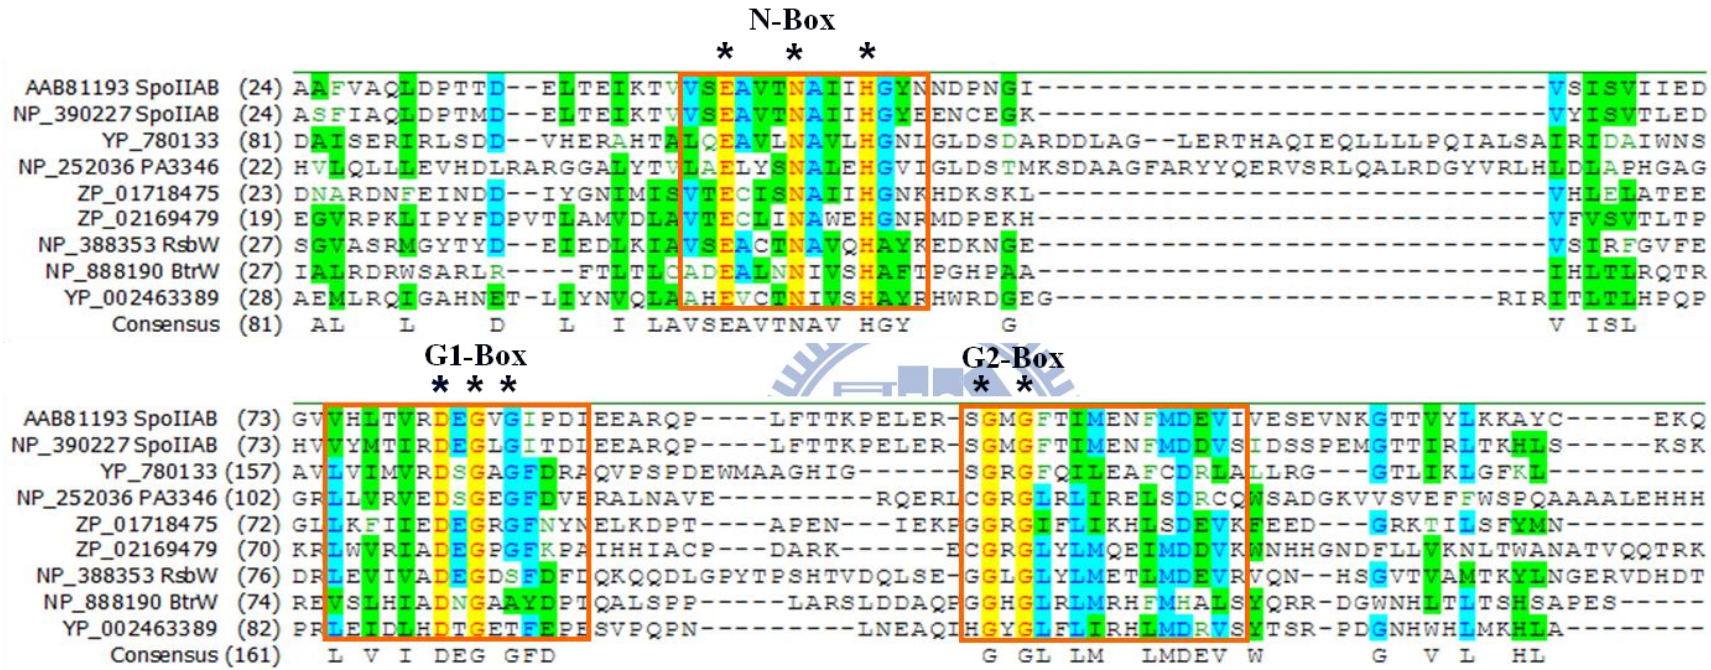 N-Box
* * *
AAB81193 SpoIIAB (24) AAFVAQLDPTTD--ELTEIKTVVSEAVTNAIIHGYNNDPNGI-----------------------------VSISVIIED
NP_390227 SpoIIAB (24) ASFIAQLDPTMD--ELTEIKTVVSEAVTNAIIHGYEENCEGK-----------------------------VYISVTLED
YP_780133 (81) DAISERIRLSDD--VHERAHTALQEAVLNAVLHGNLGLDSDARDDLAG--LERTHAQIEQLLLLPQIALSAIRIDAIWNS
NP_252036 PA3346 (22) HVLQLLLEVHDLRARGGALYTVLAELYSNALEHGVIGLDSTMKSDAAGFARYYQERVSRLQALRDGYVRLHLDLAPHGAG
ZP_01718475 (23) DNARDNFEINDD--IYGNIMISVTECISNAIIHGNKHDKSKL-----------------------------VHLELATEE
ZP_02169479 (19) EGVRPKLIPYFDPVTLAMVDLAVTECLINAWEHGNRMDPEKH-----------------------------VFVSVTLTP
NP_388353 RsbW (27) SGVASRMGYTYD--EIEDLKIAVSEACTNAVQHAYKEDKNGE-----------------------------VSIRFGVFE
NP_888190 BtrW (27) IALRDRWSARLR----FTLTLCADEALNNIVSHAFTPGHPAA-----------------------------IHLTLRQTR
YP_002463389 (28) AEMLRQIGAHNET-LIYNVQLAAHEVCTNIVSHAYRHWRDGEG--------------------------RIRITLTLHPQP
Consensus (81) AL L D L I LAVSEAVTNAV HGY G V ISL
G1-Box G2-Box
* * * * *
AAB81193 SpoIIAB (73) GVVHLTVRDEGVGIPDIEEARQP----LFTTKPELER-SGMGFTIMENFMDEVIVESEVNKGTTVYLKKAYC-----EKQ
NP_390227 SpoIIAB (73) HVVYMTIRDEGLGITDIEEARQP----LFTTKPELER-SGMGFTIMENFMDDVSIDSSPEMGTTIRLTKHLS-----KSK
YP_780133 (157) AVLVIMVRDSGAGFDRAQVPSPDEWMAAGHIG------SGRGFQILEAFCDRLALLRG---GTLIKLGFKL---------
NP_252036 PA3346 (102) GRLLVRVEDSGEGFDVERALNAVE---------RQERLCGRGLRLIRELSDRCQWSADGKVVSVEFFWSPQAAAALEHHH
ZP_01718475 (72) GLLKFIIEDEGRGFNYNELKDPT----APEN---IEKPGGRGIFLIKHLSDEVKFEED---GRKTILSFYMN--------
ZP_02169479 (70) KRLWVRIADEGPGFKPAIHHIACP---DARK------ECGRGLYLMQEIMDDVKWNHHGNDFLLVKNLTWANATVQQTRK
NP_388353 RsbW (76) DRLEVIVADEGDSFDFDQKQQDLGPYTPSHTVDQLSE-GGLGLYLMETLMDEVRVQN--HSGVTVAMTKYLNGERVDHDT
NP_888190 BtrW (74) REVSLHIADNGAAYDPTQALSPP-----LARSLDDAQPGGHGLRLMRHFMHALSYQRR-DGWNHLTLTSHSAPES-----
YP_002463389 (82) PRLEIDLHDTGETFEPESVPQPN---------LNEAQIHGYGLFLIRHLMDRVSYTSR-PDGNHWHLMKHLA--------
Consensus (161) L V I DEG GFD G GL LM LMDEV W G V L HL